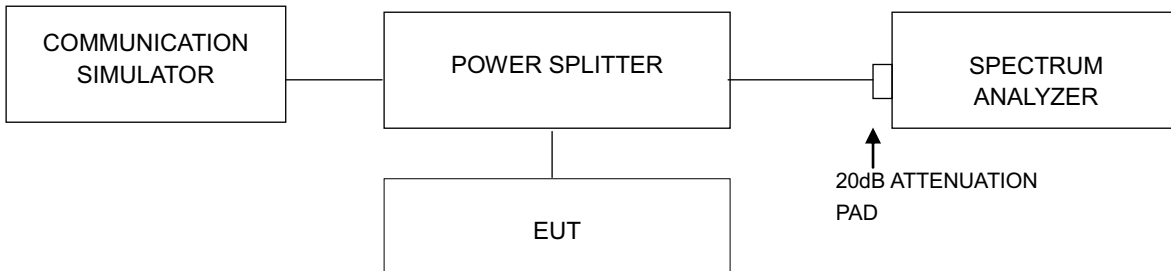 COMMUNICATION
SIMULATOR
POWER SPLITTER
SPECTRUM
ANALYZER
20dB ATTENUATION
PAD
EUT